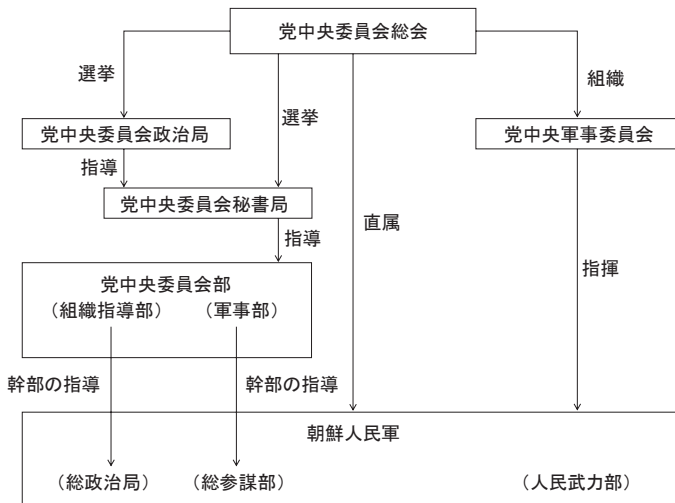 党中央委員会総会
選挙
選挙
組織
党中央委員会政治局
党中央軍事委員会
指導
党中央委員会秘書局
指導
直属
指揮
党中央委員会部
（組織指導部） （軍事部）
幹部の指導
幹部の指導
朝鮮人民軍
（総政治局） （総参謀部） （人民武力部）